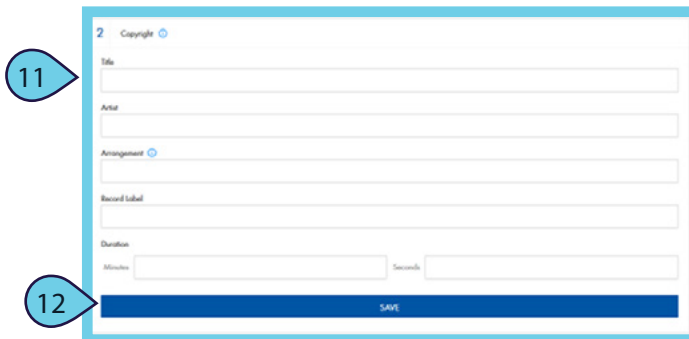 2 Copyright
11
Title
Artist
Arrangement
Record Label
Duration
Minutes Seconds
12
SAVE